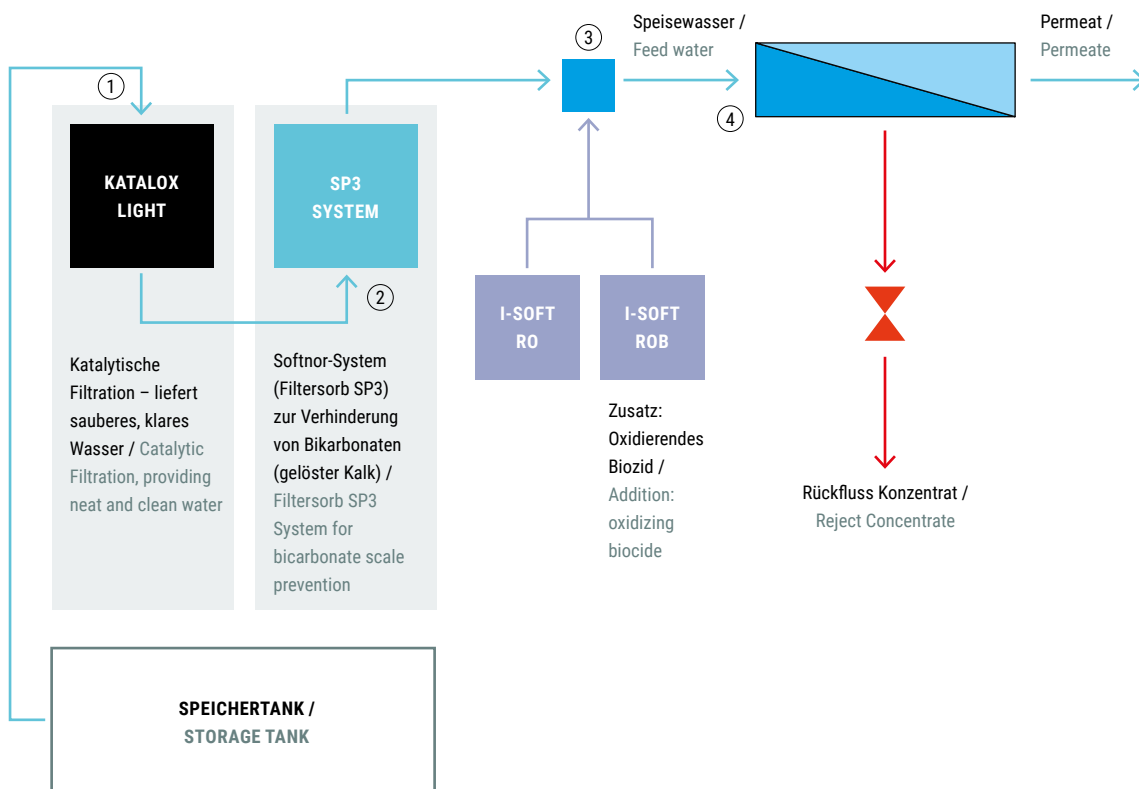 ①
KATALOX
LIGHT
Katalytische
Filtration – liefert
sauberes, klares
Wasser / Catalytic
Filtration, providing
neat and clean water
SP3
SYSTEM
②
Softnor-System
(Filtersorb SP3)
zur Verhinderung
von Bikarbonaten
(gelöster Kalk) /
Filtersorb SP3
System for
bicarbonate scale
prevention
③
I-SOFT
RO
I-SOFT
ROB
Zusatz:
Oxidierendes
Biozid /
Addition:
oxidizing
biocide
Speisewasser /
Feed water
④
Permeat /
Permeate
Rückfluss Konzentrat /
Reject Concentrate
SPEICHERTANK /
STORAGE TANK